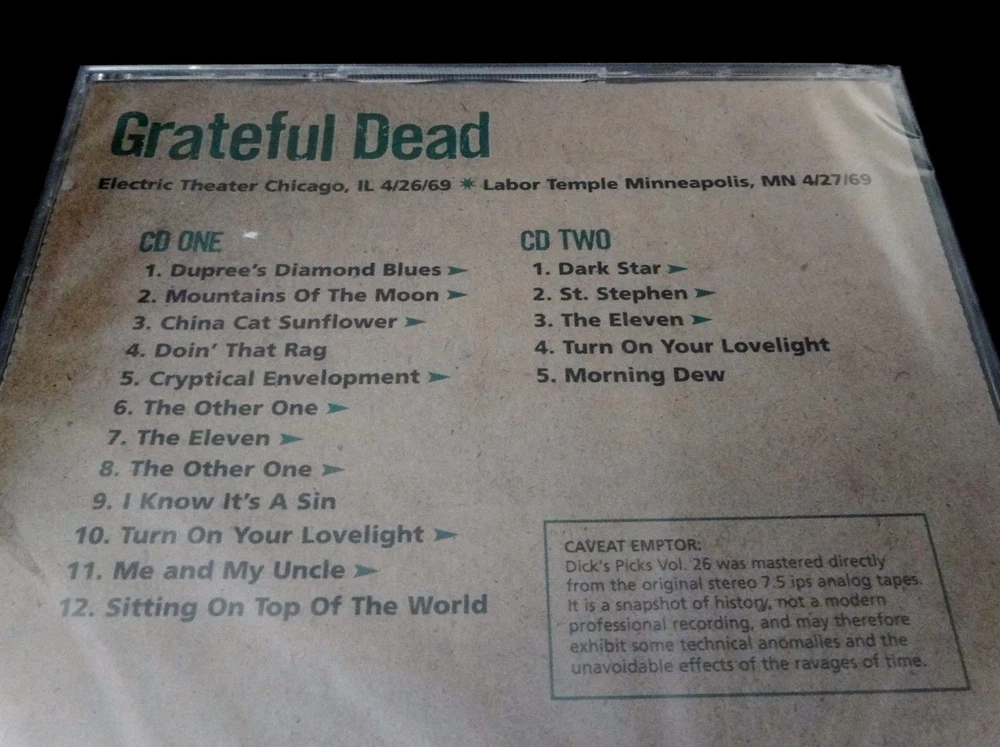 Grateful Dead
Electric Theater Chicago, IL 4/26/69 ✷ Labor Temple Minneapolis, MN 4/27/69
CD ONE
1. Dupree's Diamond Blues ➤
2. Mountains Of The Moon ➤
3. China Cat Sunflower ➤
4. Doin' That Rag
5. Cryptical Envelopment ➤
6. The Other One ➤
7. The Eleven ➤
8. The Other One ➤
9. I Know It's A Sin
10. Turn On Your Lovelight ➤
11. Me and My Uncle ➤
12. Sitting On Top Of The World
CD TWO
1. Dark Star ➤
2. St. Stephen ➤
3. The Eleven ➤
4. Turn On Your Lovelight
5. Morning Dew
CAVEAT EMPTOR:
Dick's Picks Vol. 26 was mastered directly
from the original stereo 7.5 ips analog tapes.
It is a snapshot of history, not a modern
professional recording, and may therefore
exhibit some technical anomalies and the
unavoidable effects of the ravages of time.